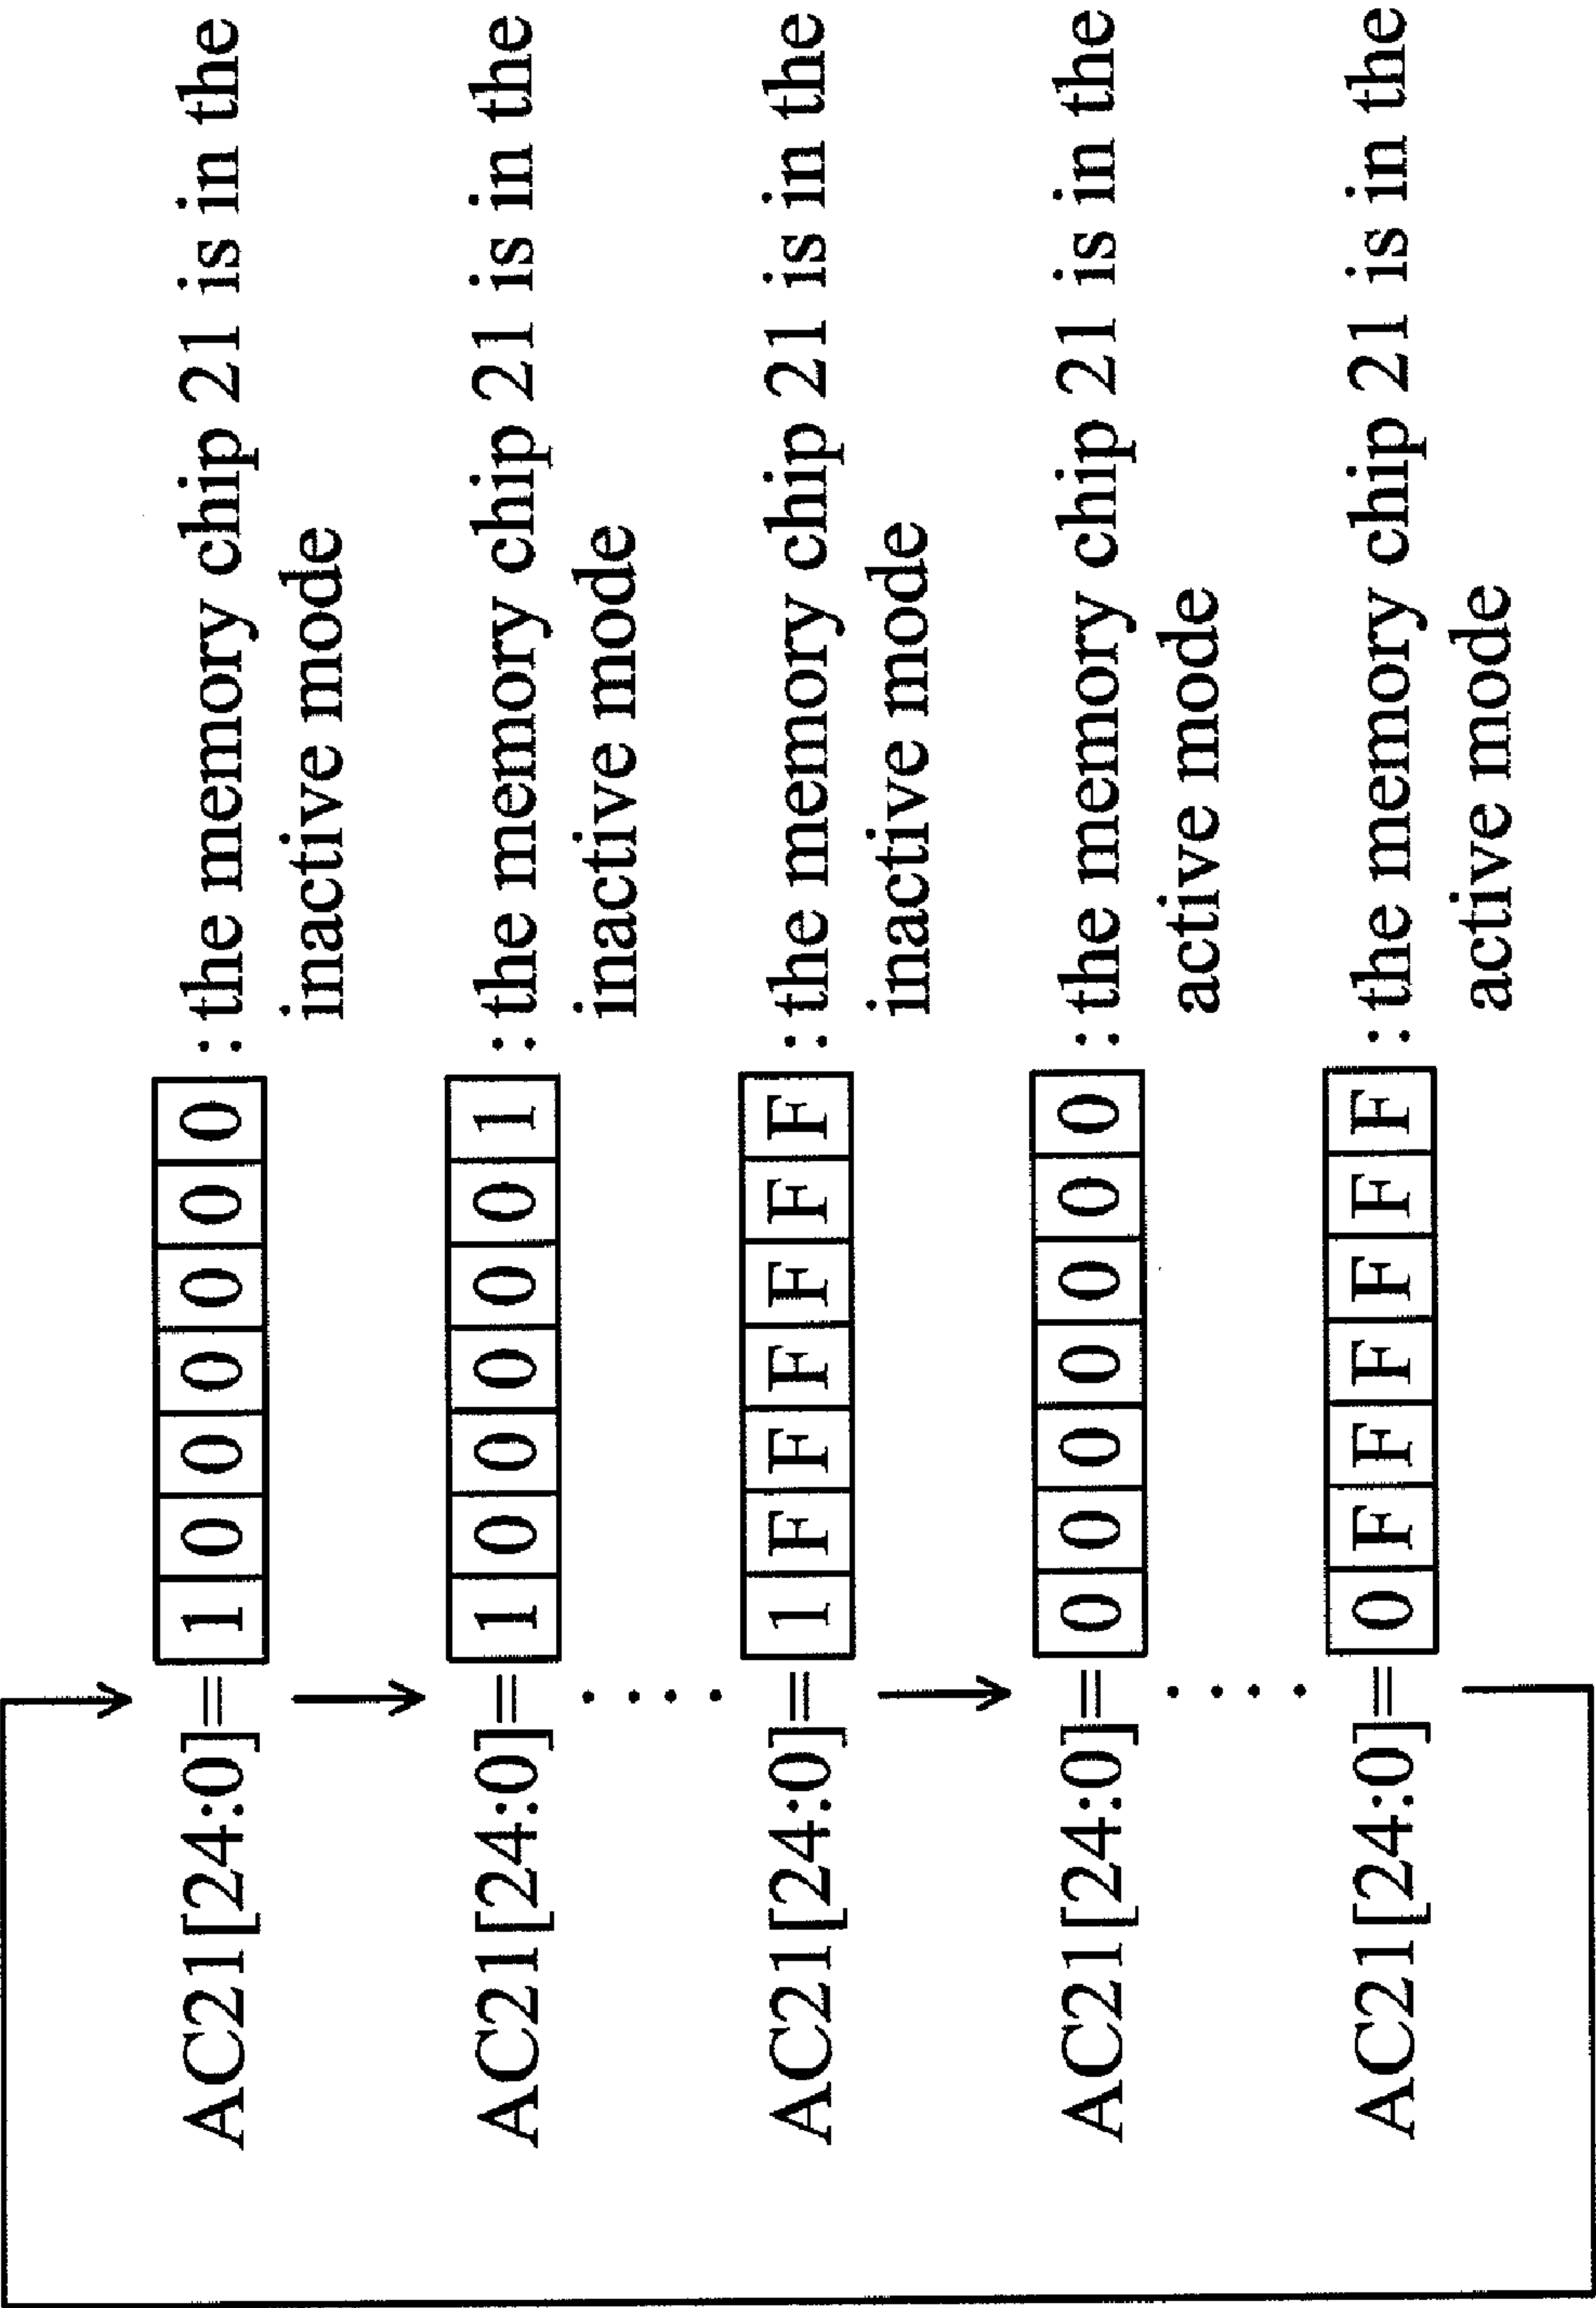 AC21[24:0]= 1 0 0 0 0 0 0 : the memory chip 21 is in the
inactive mode
AC21[24:0]= 1 0 0 0 0 0 1 : the memory chip 21 is in the
inactive mode
AC21[24:0]= 1 F F F F F F : the memory chip 21 is in the
inactive mode
AC21[24:0]= 0 0 0 0 0 0 0 : the memory chip 21 is in the
active mode
AC21[24:0]= 0 F F F F F F : the memory chip 21 is in the
active mode